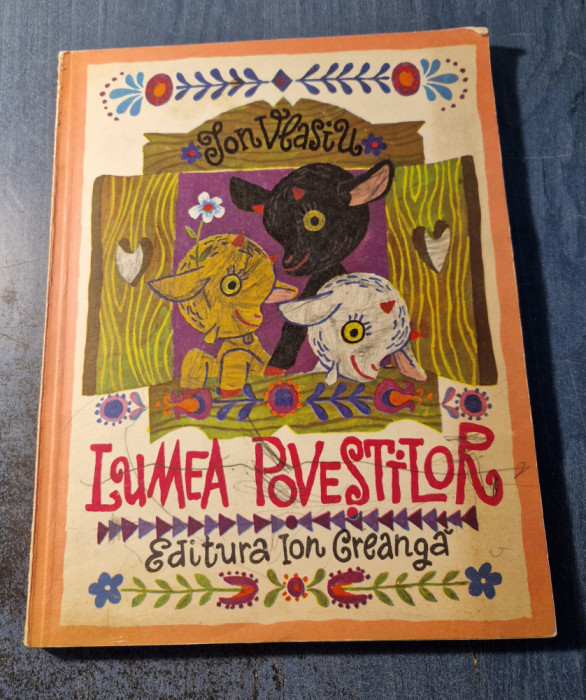 Ion Vlasiu
LUMEA POVEȘTILOR
Editura Ion Creangă